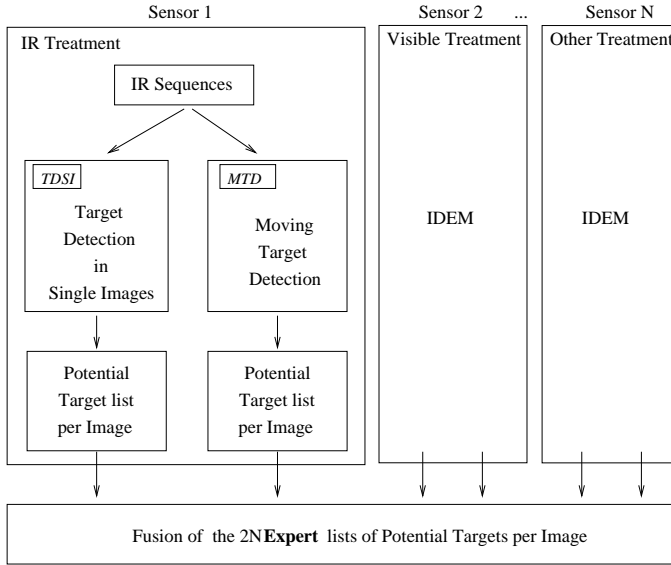 Sensor 1
Sensor 2 ...
Sensor N
IR Treatment
Visible Treatment
Other Treatment
IR Sequences
TDSI
Target
Detection
in
Single Images
MTD
Moving
Target
Detection
IDEM
IDEM
Potential
Target list
per Image
Potential
Target list
per Image
Fusion of the 2NExpert lists of Potential Targets per Image